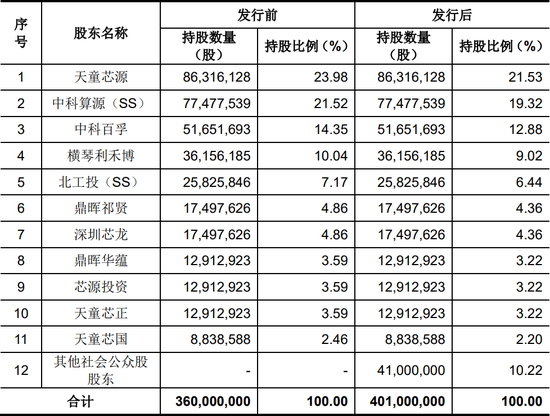 序号 股东名称 发行前 发行后
持股数量（股） 持股比例（%） 持股数量（股） 持股比例（%）
1 天童芯源 86,316,128 23.98 86,316,128 21.53
2 中科算源（SS） 77,477,539 21.52 77,477,539 19.32
3 中科百孚 51,651,693 14.35 51,651,693 12.88
4 横琴利禾博 36,156,185 10.04 36,156,185 9.02
5 北工投（SS） 25,825,846 7.17 25,825,846 6.44
6 鼎晖祁贤 17,497,626 4.86 17,497,626 4.36
7 深圳芯龙 17,497,626 4.86 17,497,626 4.36
8 鼎晖华蕴 12,912,923 3.59 12,912,923 3.22
9 芯源投资 12,912,923 3.59 12,912,923 3.22
10 天童芯正 12,912,923 3.59 12,912,923 3.22
11 天童芯国 8,838,588 2.46 8,838,588 2.20
12 其他社会公众股股东 - - 41,000,000 10.22
合计 360,000,000 100.00 401,000,000 100.00